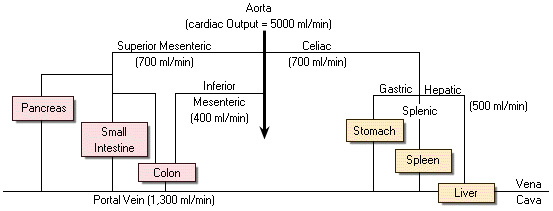 Aorta
(cardiac Output = 5000 ml/min)
Superior Mesenteric
(700 ml/min)
Celiac
(700 ml/min)
Inferior
Mesenteric
(400 ml/min)
Gastric
Hepatic
(500 ml/min)
Splenic
Pancreas
Small
Intestine
Colon
Stomach
Spleen
Liver
Portal Vein (1,300 ml/min)
Vena
Cava